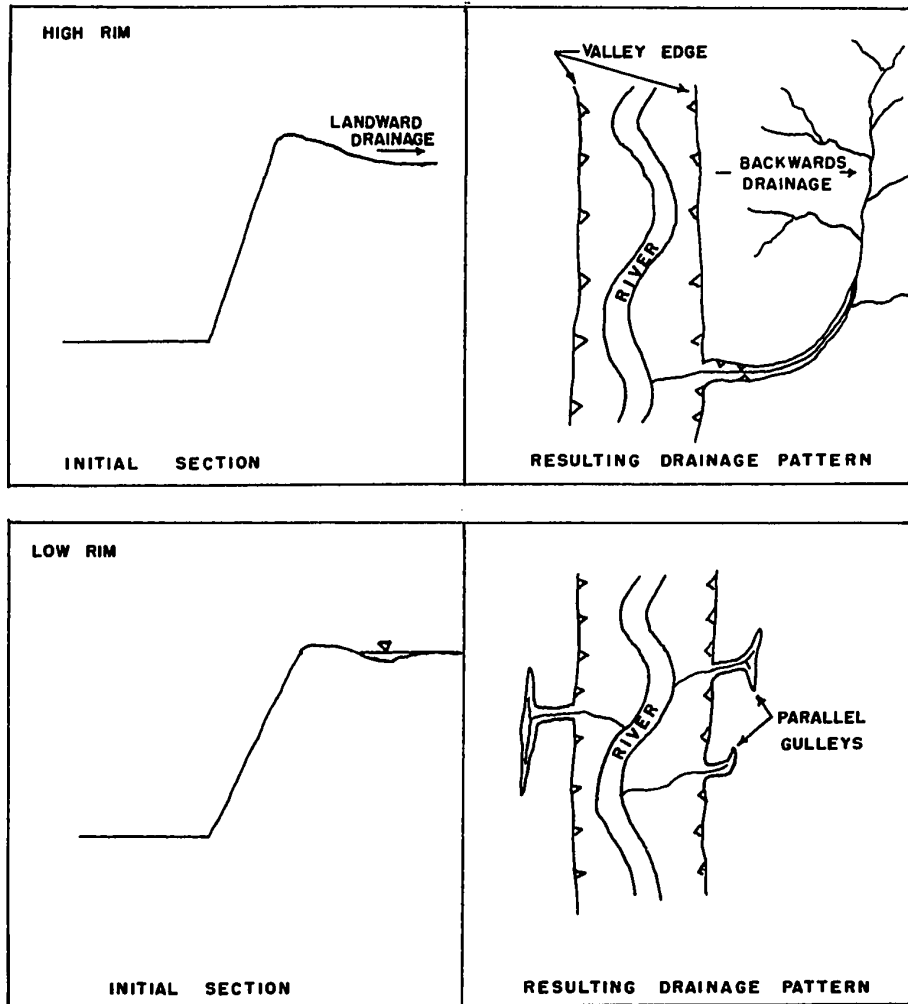 HIGH RIM
LANDWARD
DRAINAGE
INITIAL SECTION
VALLEY EDGE
BACKWARDS
DRAINAGE
RIVER
RESULTING DRAINAGE PATTERN
LOW RIM
INITIAL SECTION
RIVER
PARALLEL
GULLEYS
RESULTING DRAINAGE PATTERN